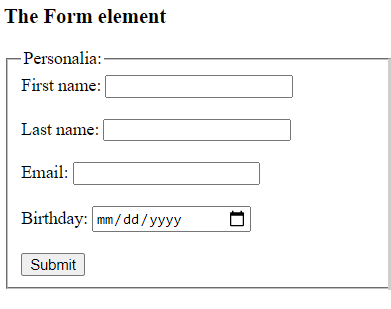 The Form element
Personalia:
First name:
Last name:
Email:
Birthday: mm/dd/yyyy
Submit